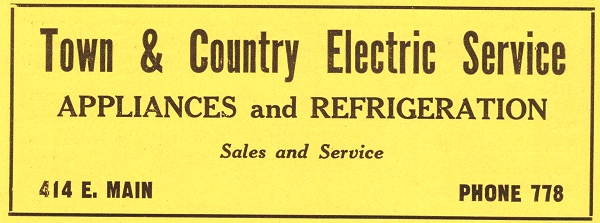 Town & Country Electric Service
APPLIANCES and REFRIGERATION
Sales and Service
414 E. MAIN
PHONE 778